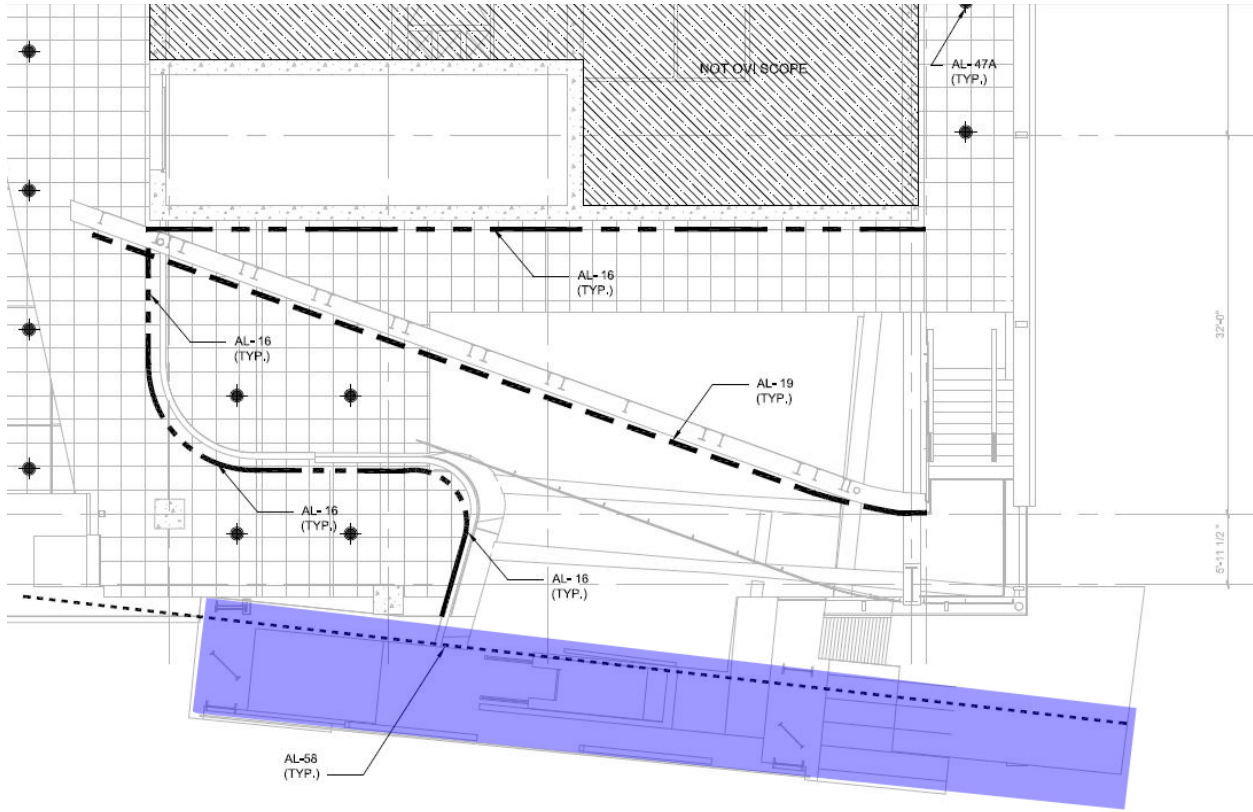 NOT OVI SCOPE
AL-47A
(TYP.)
AL-16
(TYP.)
AL-16
(TYP.)
32'-0"
AL-19
(TYP.)
AL-16
(TYP.)
5'-11 1/2"
AL-16
(TYP.)
AL-58
(TYP.)